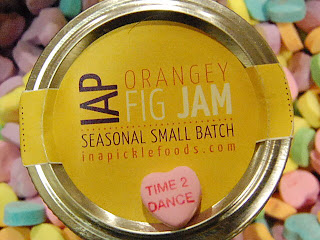 IAP
ORANGEY
FIG JAM
SEASONAL SMALL BATCH
inapicklefoods.com
TIME 2
DANCE